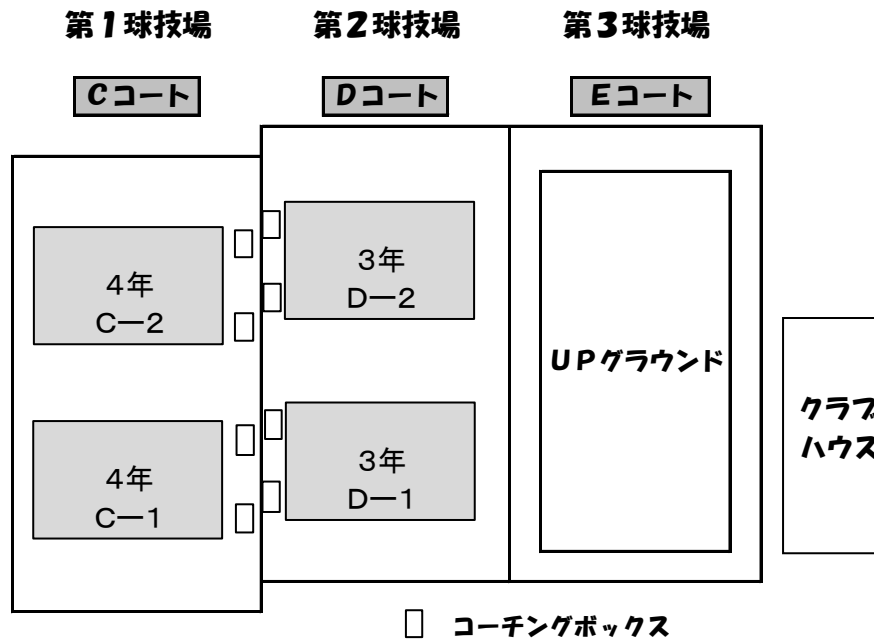 第1球技場 第2球技場 第3球技場
Cコート Dコート Eコート
4年
C―2
3年
D―2
4年
C―1
3年
D―1
UPグラウンド
クラブ
ハウス
コーチングボックス